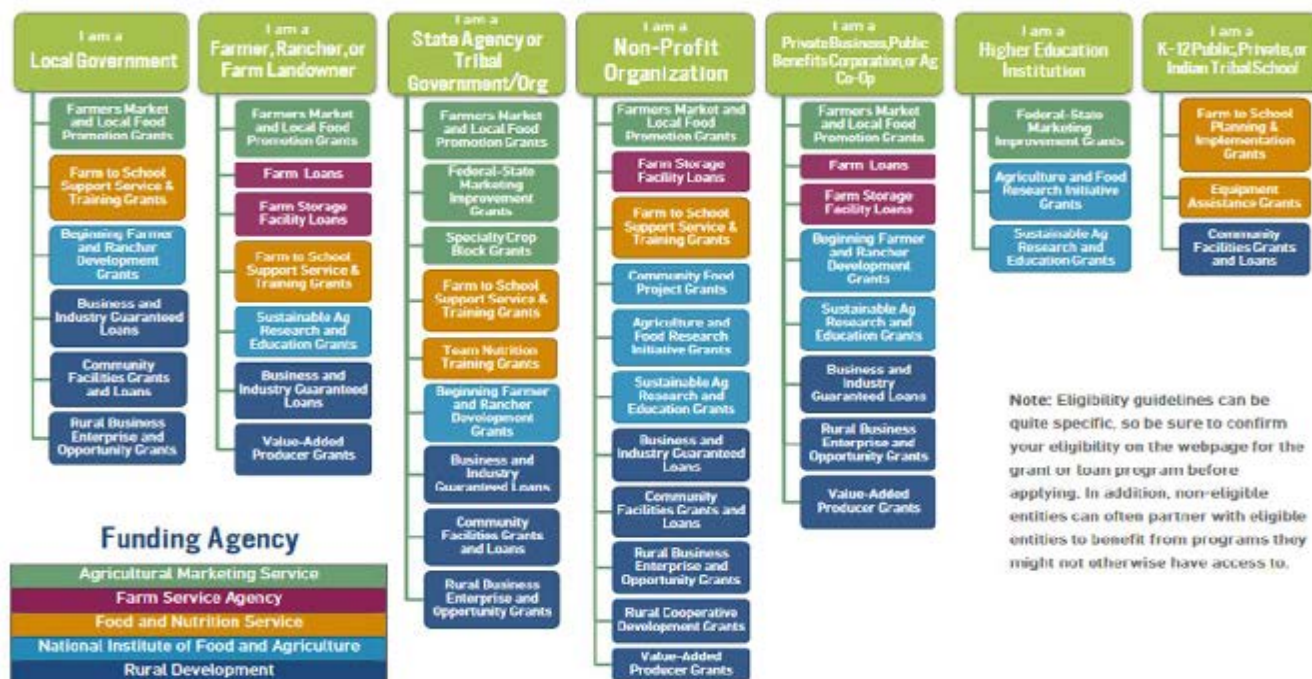 I am a
Local Government
Farmers Market
and Local Food
Promotion Grants
Farm to School
Support Service &
Training Grants
Beginning Farmer
and Rancher
Development
Grants
Business and
Industry Guaranteed
Loans
Community
Facilities Grants
and Loans
Rural Business
Enterprise and
Opportunity Grants
I am a
Farmer, Rancher, or
Farm Landowner
Farmers Market
and Local Food
Promotion Grants
Farm Loans
Farm Storage
Facility Loans
Farm to School
Support Service &
Training Grants
Sustainable Ag
Research and
Education Grants
Business and
Industry Guaranteed
Loans
Value-Added
Producer Grants
I am a
State Agency or
Tribal
Government/Org
Farmers Market
and Local Food
Promotion Grants
Federal-State
Marketing
Improvement
Grants
Specialty Crop
Block Grants
Farm to School
Support Service &
Training Grants
Team Nutrition
Training Grants
Beginning Farmer
and Rancher
Development
Grants
Business and
Industry
Guaranteed Loans
Community
Facilities Grants
and Loans
Rural Business
Enterprise and
Opportunity Grants
I am a
Non-Profit
Organization
Farmers Market and
Local Food
Promotion Grants
Farm Storage
Facility Loans
Farm to School
Support Service &
Training Grants
Community Food
Project Grants
Agriculture and
Food Research
Initiative Grants
Sustainable Ag
Research and
Education Grants
Business and
Industry Guaranteed
Loans
Community
Facilities Grants and
Loans
Rural Business
Enterprise and
Opportunity Grants
Rural Cooperative
Development Grants
Value-Added
Producer Grants
I am a
Private Business, Public
Benefits Corporation, or Ag
Co-Op
Farmers Market
and Local Food
Promotion Grants
Farm Loans
Farm Storage
Facility Loans
Beginning Farmer
and Rancher
Development
Grants
Sustainable Ag
Research and
Education Grants
Business and
Industry
Guaranteed Loans
Rural Business
Enterprise and
Opportunity Grants
Value-Added
Producer Grants
I am a
Higher Education
Institution
Federal-State
Marketing
Improvement Grants
Agriculture and Food
Research Initiative
Grants
Sustainable Ag
Research and
Education Grants
I am a
K-12 Public, Private, or
Indian Tribal School
Farm to School
Planning &
Implementation
Grants
Equipment
Assistance Grants
Community
Facilities Grants
and Loans
Note: Eligibility guidelines can be
quite specific, so be sure to confirm
your eligibility on the webpage for the
grant or loan program before
applying. In addition, non-eligible
entities can often partner with eligible
entities to benefit from programs they
might not otherwise have access to.
Funding Agency
Agricultural Marketing Service
Farm Service Agency
Food and Nutrition Service
National Institute of Food and Agriculture
Rural Development